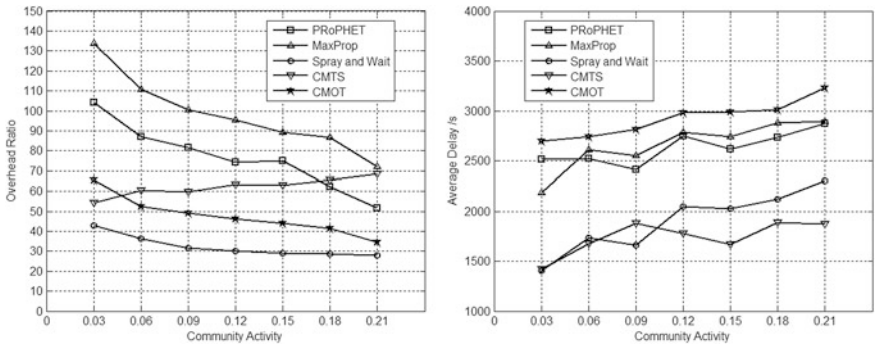 150
140
130
120
110
100
90
80
70
60
50
40
30
20
10
0
Overhead Ratio
PRoPHET
MaxProp
Spray and Wait
CMTS
CMOT
0.03 0.06 0.09 0.12 0.15 0.18 0.21
Community Activity
4000
3500
3000
2500
2000
1500
1000
Average Delay /s
PRoPHET
MaxProp
Spray and Wait
CMTS
CMOT
0.03 0.06 0.09 0.12 0.15 0.18 0.21
Community Activity